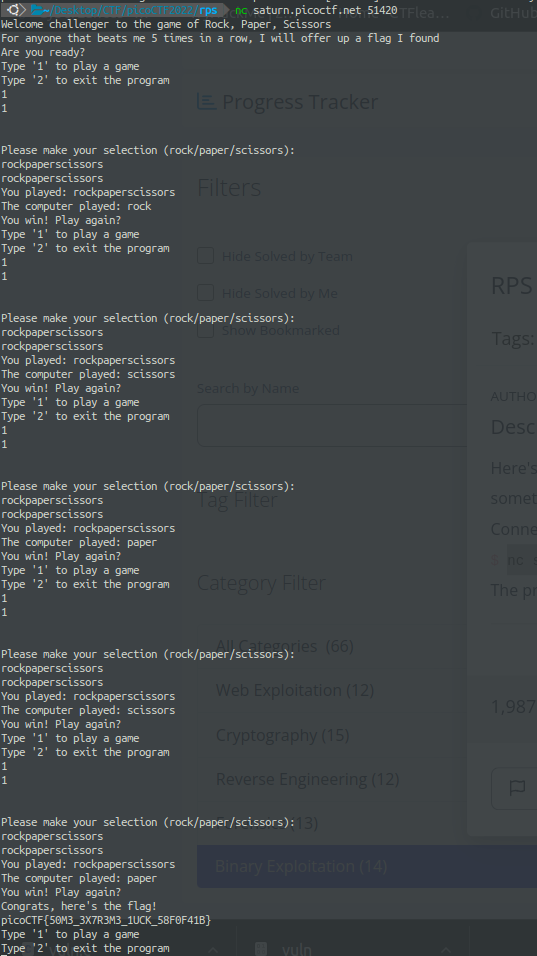 ~/Desktop/CTF/picoCTF2022/rps nc saturn.picoctf.net 51420
Welcome challenger to the game of Rock, Paper, Scissors
For anyone that beats me 5 times in a row, I will offer up a flag I found
Are you ready?
Type '1' to play a game
Type '2' to exit the program
1
1
Please make your selection (rock/paper/scissors):
rockpaperscissors
rockpaperscissors
You played: rockpaperscissors
The computer played: rock
You win! Play again?
Type '1' to play a game
Type '2' to exit the program
1
1
Please make your selection (rock/paper/scissors):
rockpaperscissors
rockpaperscissors
You played: rockpaperscissors
The computer played: scissors
You win! Play again?
Type '1' to play a game
Type '2' to exit the program
1
1
Please make your selection (rock/paper/scissors):
rockpaperscissors
rockpaperscissors
You played: rockpaperscissors
The computer played: paper
You win! Play again?
Type '1' to play a game
Type '2' to exit the program
1
1
Please make your selection (rock/paper/scissors):
rockpaperscissors
rockpaperscissors
You played: rockpaperscissors
The computer played: scissors
You win! Play again?
Type '1' to play a game
Type '2' to exit the program
1
1
Please make your selection (rock/paper/scissors):
rockpaperscissors
rockpaperscissors
You played: rockpaperscissors
The computer played: paper
You win! Play again?
Congrats, here's the flag!
picoCTF{50M3_3X7R3M3_1UCK_58F0F41B}
Type '1' to play a game
Type '2' to exit the program
GitHub
Progress Tracker
Filters
Hide Solved by Team
Hide Solved by Me
Show Bookmarked
Search by Name
Tag Filter
Category Filter
All Categories (66)
Web Exploitation (12)
Cryptography (15)
Reverse Engineering (12)
(13)
Binary Exploitation (14)
RPS
Tags:
AUTHO
Desc
Here's
somet
Conne
$ nc s
The pr
1,987
vuln